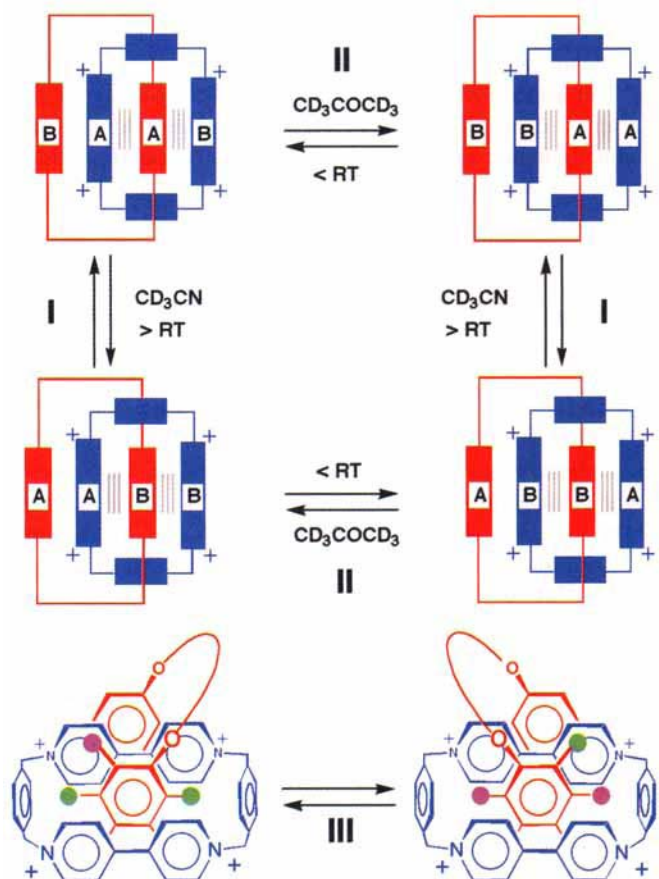 II
CD3COCD3
< RT
B A A B
+ +
+ +
B B A A
+ +
+ +
I
CD3CN
> RT
CD3CN
> RT
I
A A B B
+ +
+ +
< RT
CD3COCD3
II
A B B A
+ +
+ +
O
O
+N N+
N+ N+
III
O
O
+N N+
N+ N+